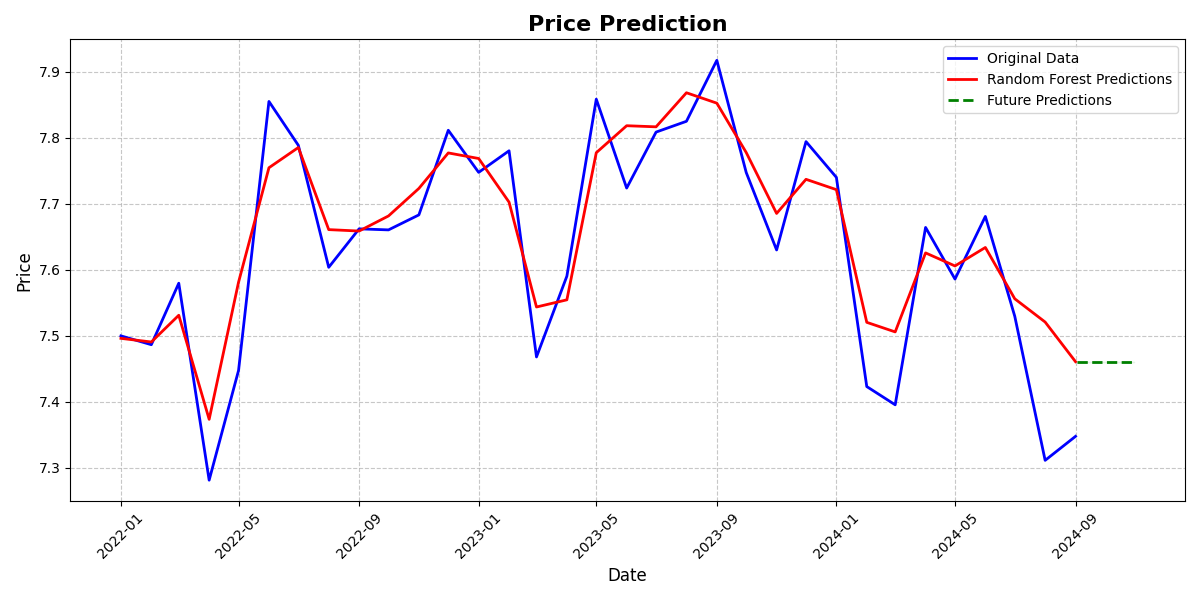 Price Prediction
Original Data
Random Forest Predictions
Future Predictions
Price
7.9
7.8
7.7
7.6
7.5
7.4
7.3
2022-01
2022-05
2022-09
2023-01
2023-05
2023-09
2024-01
2024-05
2024-09
Date